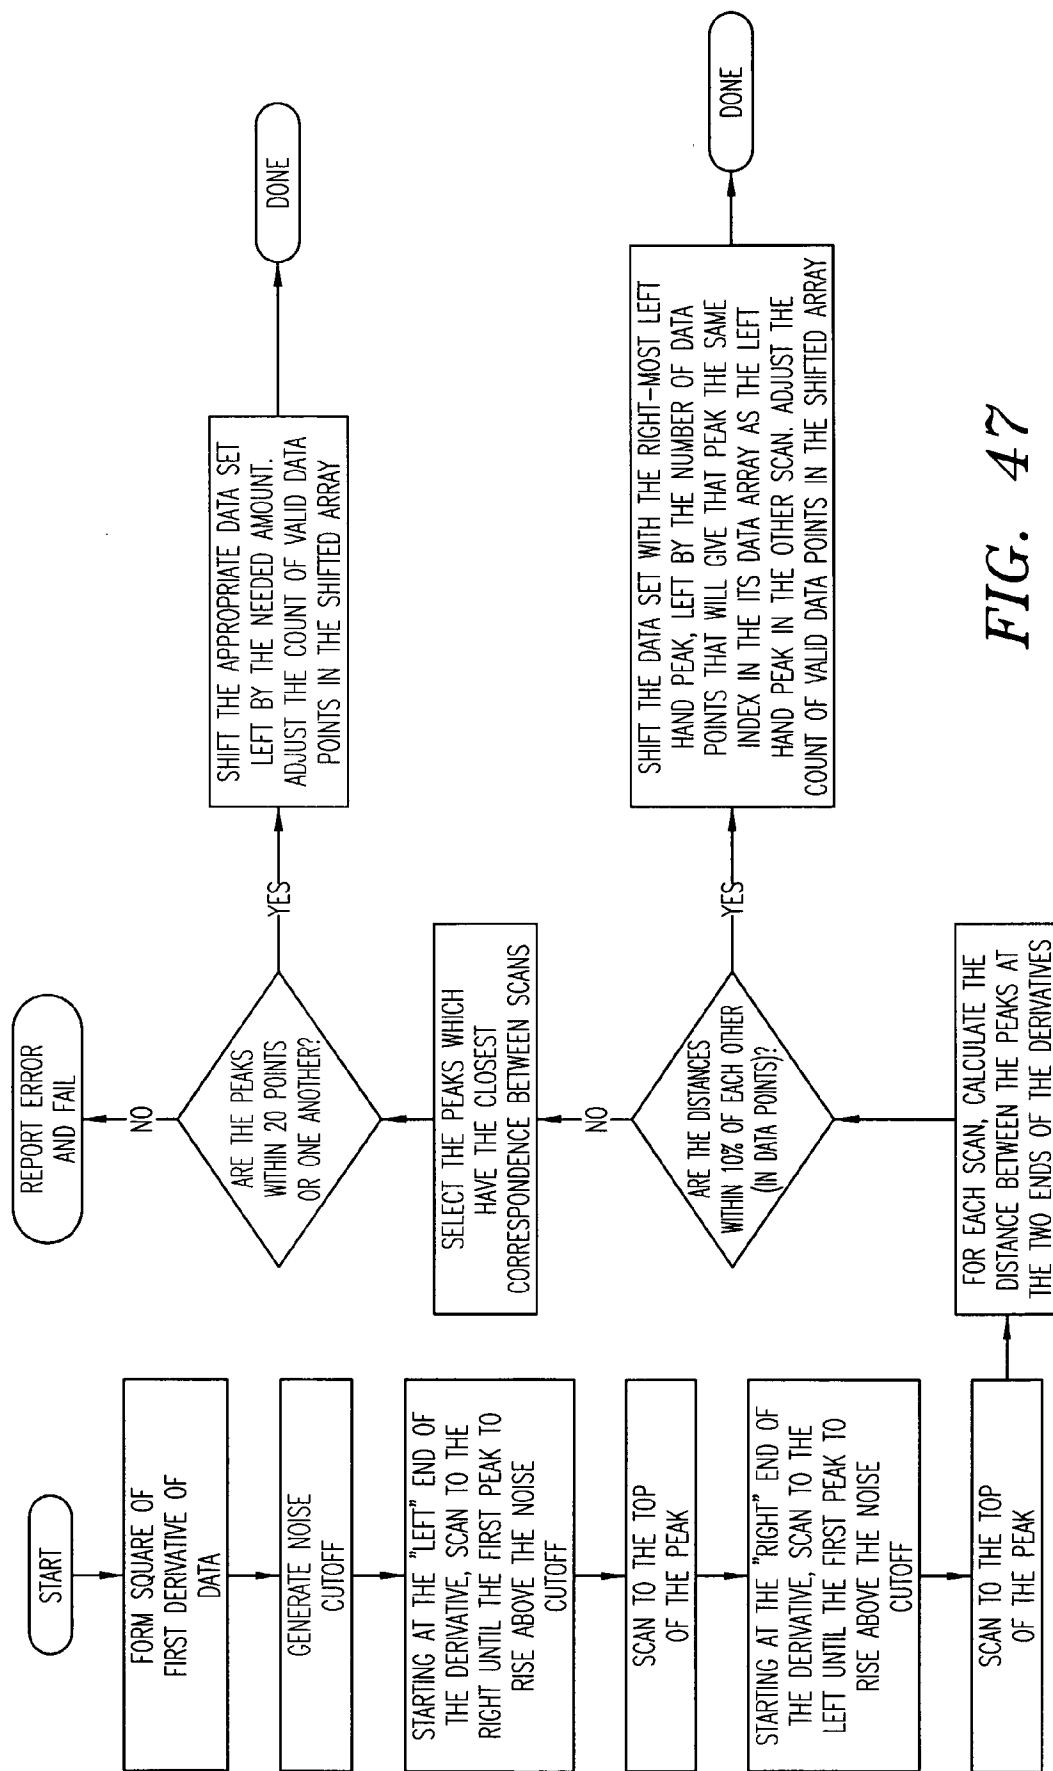 START
FORM SQUARE OF
FIRST DERIVATIVE OF
DATA
GENERATE NOISE
CUTOFF
STARTING AT THE "LEFT" END OF
THE DERIVATIVE, SCAN TO THE
RIGHT UNTIL THE FIRST PEAK TO
RISE ABOVE THE NOISE
CUTOFF
SCAN TO THE TOP
OF THE PEAK
STARTING AT THE "RIGHT" END OF
THE DERIVATIVE, SCAN TO THE
LEFT UNTIL THE FIRST PEAK TO
RISE ABOVE THE NOISE
CUTOFF
SCAN TO THE TOP
OF THE PEAK
FOR EACH SCAN, CALCULATE THE
DISTANCE BETWEEN THE PEAKS AT
THE TWO ENDS OF THE DERIVATIVES
ARE THE DISTANCES
WITHIN 10% OF EACH OTHER
(IN DATA POINTS)?
NO
YES
SELECT THE PEAKS WHICH
HAVE THE CLOSEST
CORRESPONDENCE BETWEEN SCANS
ARE THE PEAKS
WITHIN 20 POINTS
OR ONE ANOTHER?
NO
YES
REPORT ERROR
AND FAIL
SHIFT THE APPROPRIATE DATA SET
LEFT BY THE NEEDED AMOUNT.
ADJUST THE COUNT OF VALID DATA
POINTS IN THE SHIFTED ARRAY
DONE
SHIFT THE DATA SET WITH THE RIGHT-MOST LEFT
HAND PEAK, LEFT BY THE NUMBER OF DATA
POINTS THAT WILL GIVE THAT PEAK THE SAME
INDEX IN THE ITS DATA ARRAY AS THE LEFT
HAND PEAK IN THE OTHER SCAN. ADJUST THE
COUNT OF VALID DATA POINTS IN THE SHIFTED ARRAY
DONE
FIG. 47